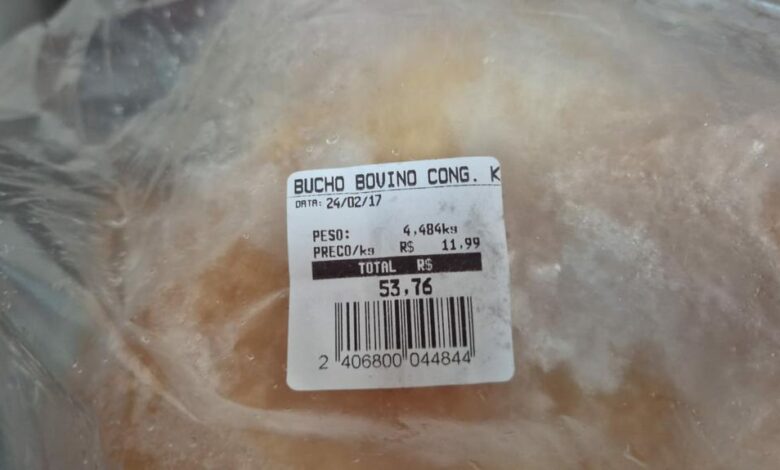 BUCHO BOVINO CONG. K
DATA: 24/02/17
PESO: 4,484kg
PRECO/kg R$ 11,99
TOTAL R$
53,76
2 406800 044844